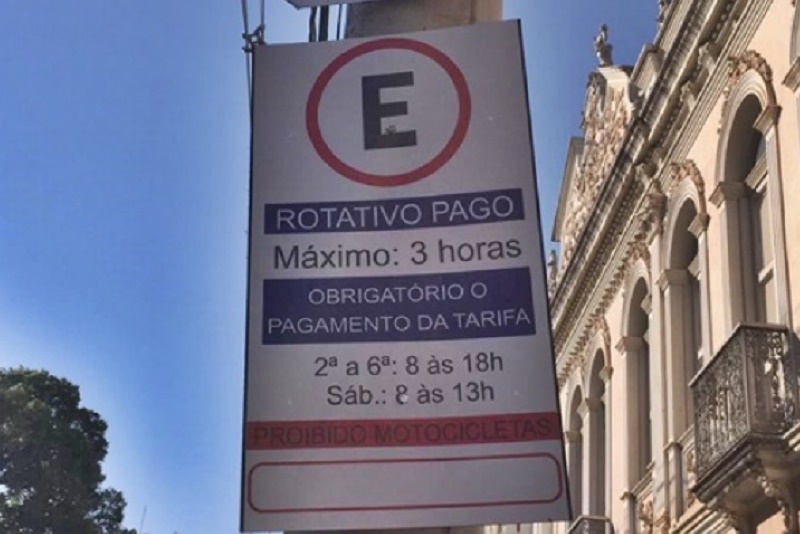 E
ROTATIVO PAGO
Máximo: 3 horas
OBRIGATÓRIO O
PAGAMENTO DA TARIFA
2ª a 6ª: 8 às 18h
Sáb.: 8 às 13h
PROIBIDO MOTOCICLETAS